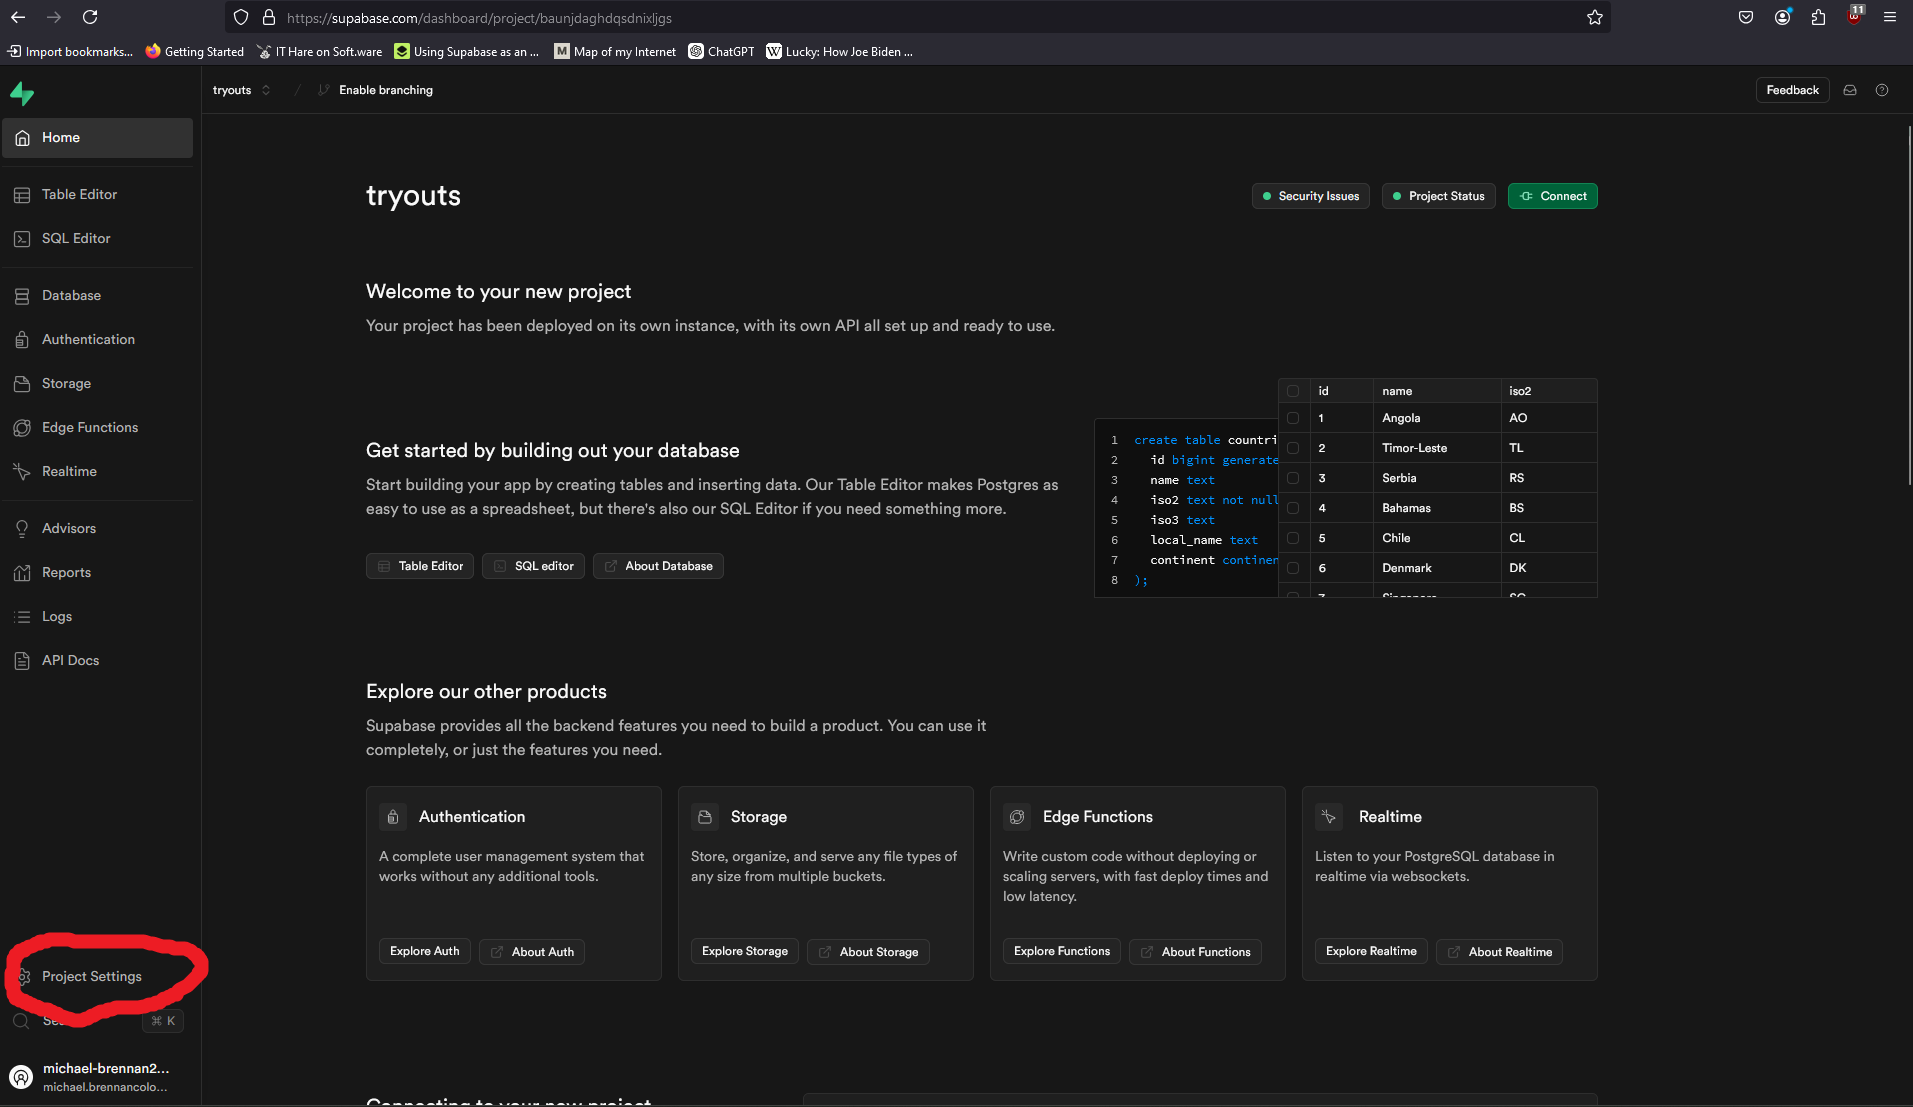 https://supabase.com/dashboard/project/baunjdaghdqsdnixljgs
11
Import bookmarks...
Getting Started
IT Hare on Soft.ware
Using Supabase as an ...
M Map of my Internet
ChatGPT
W Lucky: How Joe Biden ...
tryouts
Enable branching
Feedback
Home
Table Editor
SQL Editor
Database
Authentication
Storage
Edge Functions
Realtime
Advisors
Reports
Logs
API Docs
Project Settings
⌘ K
michael-brennan2...
michael.brennancolo...
tryouts
Security Issues
Project Status
Connect
Welcome to your new project
Your project has been deployed on its own instance, with its own API all set up and ready to use.
Get started by building out your database
Start building your app by creating tables and inserting data. Our Table Editor makes Postgres as
easy to use as a spreadsheet, but there's also our SQL Editor if you need something more.
Table Editor
SQL editor
About Database
1 create table countri
2 id bigint generate
3 name text
4 iso2 text not null
5 iso3 text
6 local_name text
7 continent continen
8 );
id name iso2
1 Angola AO
2 Timor-Leste TL
3 Serbia RS
4 Bahamas BS
5 Chile CL
6 Denmark DK
7 Singapore SG
Explore our other products
Supabase provides all the backend features you need to build a product. You can use it
completely, or just the features you need.
Authentication
A complete user management system that
works without any additional tools.
Explore Auth
About Auth
Storage
Store, organize, and serve any file types of
any size from multiple buckets.
Explore Storage
About Storage
Edge Functions
Write custom code without deploying or
scaling servers, with fast deploy times and
low latency.
Explore Functions
About Functions
Realtime
Listen to your PostgreSQL database in
realtime via websockets.
Explore Realtime
About Realtime
Connecting to your new project